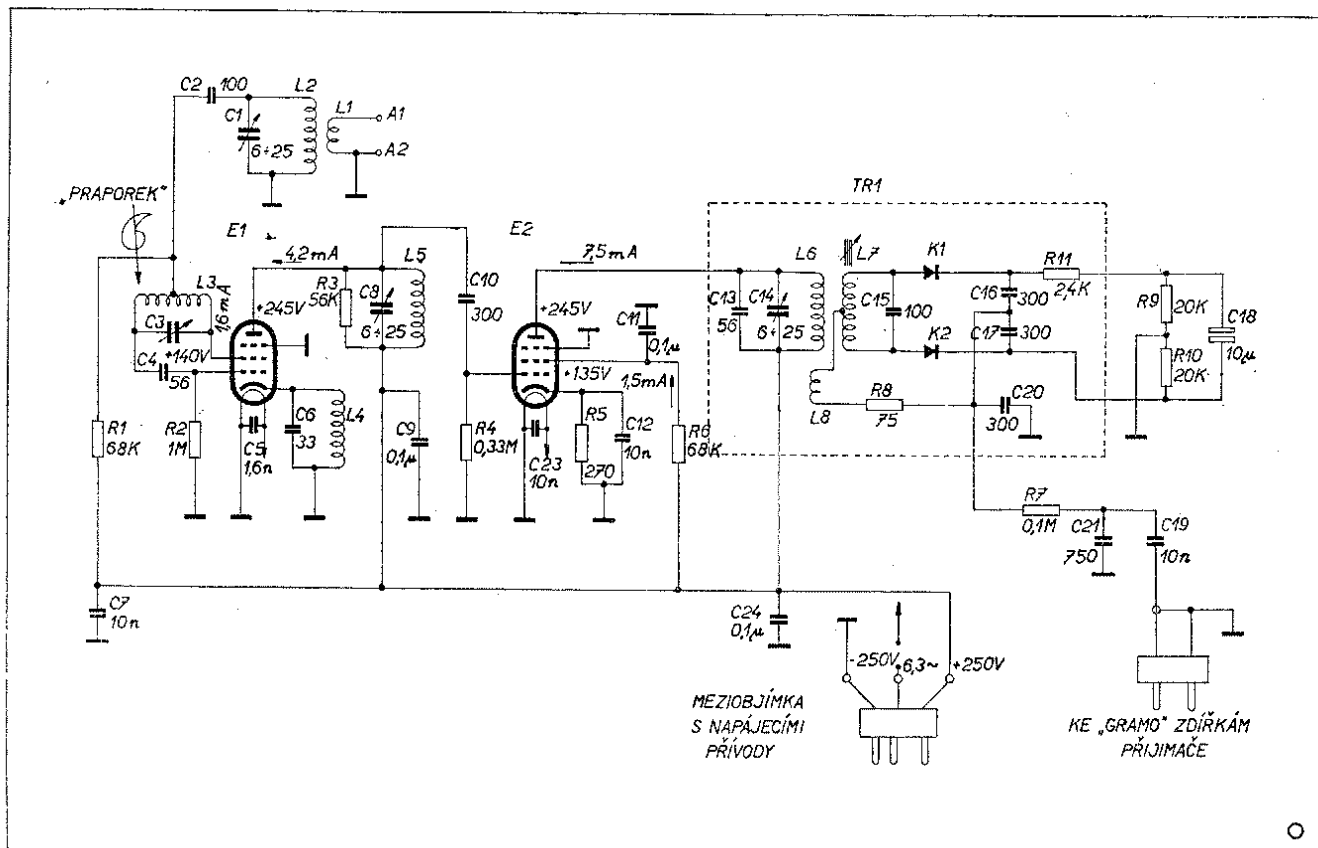 C2
100
L2
L1
A1
C1
6÷25
A2
„PRAPOREK"
TR1
E1
E2
4,2mA
L5
7,5mA
L6
L7
K1
R11
2,4K
L3
1,6mA
+245V
R3
56K
C8
6÷25
C10
300
+245V
C11
0,1µ
C13
56
C14
6÷25
C15
100
C16
300
R9
20K
C3
C18
10µ
C4
56
+140V
+135V
1,5mA
K2
C17
300
R10
20K
R1
68K
R2
1M
C5
1,6n
C6
33
L4
C9
0,1µ
R4
0,33M
C23
10n
R5
270
C12
10n
R6
68K
L8
R8
75
C20
300
R7
0,1M
C21
750
C19
10n
C7
10n
C24
0,1µ
-250V
6,3~
+250V
MEZIOBJÍMKA
S NAPÁJECÍMI
PŘÍVODY
KE „GRAMO" ZDÍŘKÁM
PŘIJIMAČE